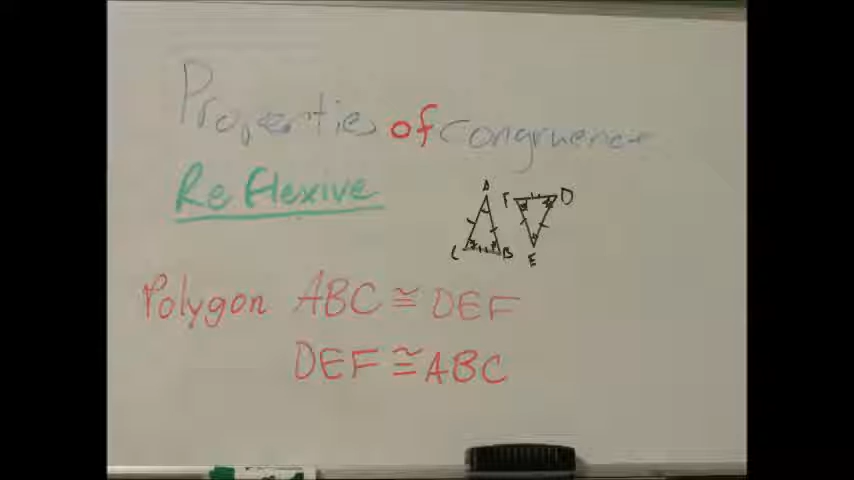 Properties of Congruence
Reflexive
A
F D
C B
E
Polygon ABC ≅ DEF
DEF ≅ ABC